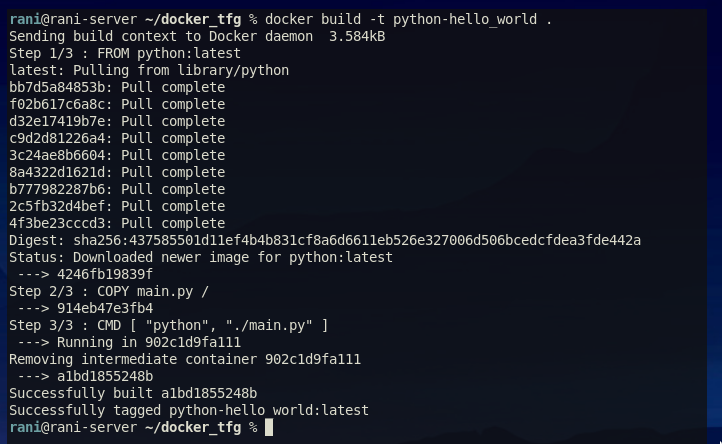 rani@rani-server ~/docker_tfg % docker build -t python-hello_world .
Sending build context to Docker daemon  3.584kB
Step 1/3 : FROM python:latest
latest: Pulling from library/python
bb7d5a84853b: Pull complete
f02b617c6a8c: Pull complete
d32e17419b7e: Pull complete
c9d2d81226a4: Pull complete
3c24ae8b6604: Pull complete
8a4322d1621d: Pull complete
b777982287b6: Pull complete
2c5fb32d4bef: Pull complete
4f3be23cccd3: Pull complete
Digest: sha256:437585501d11ef4b4b831cf8a6d6611eb526e327006d506bcedcfdea3fde442a
Status: Downloaded newer image for python:latest
 ---> 4246fb19839f
Step 2/3 : COPY main.py /
 ---> 914eb47e3fb4
Step 3/3 : CMD [ "python", "./main.py" ]
 ---> Running in 902c1d9fa111
Removing intermediate container 902c1d9fa111
 ---> a1bd1855248b
Successfully built a1bd1855248b
Successfully tagged python-hello_world:latest
rani@rani-server ~/docker_tfg %